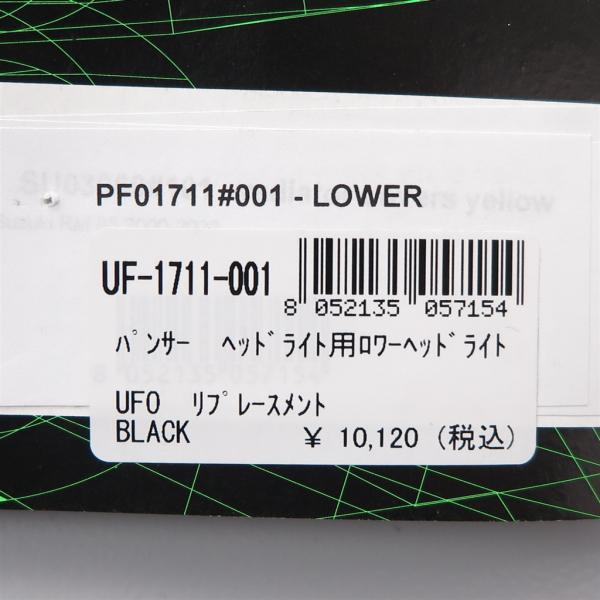 PF01711#001 - LOWER
UF-1711-001
8 052135 057154
ﾊﾟﾝｻｰ ﾍｯﾄﾞﾗｲﾄ用ﾛﾜｰﾍｯﾄﾞﾗｲﾄ
UFO ﾘﾌﾟﾚｰｽﾒﾝﾄ
BLACK ¥ 10,120 (税込)